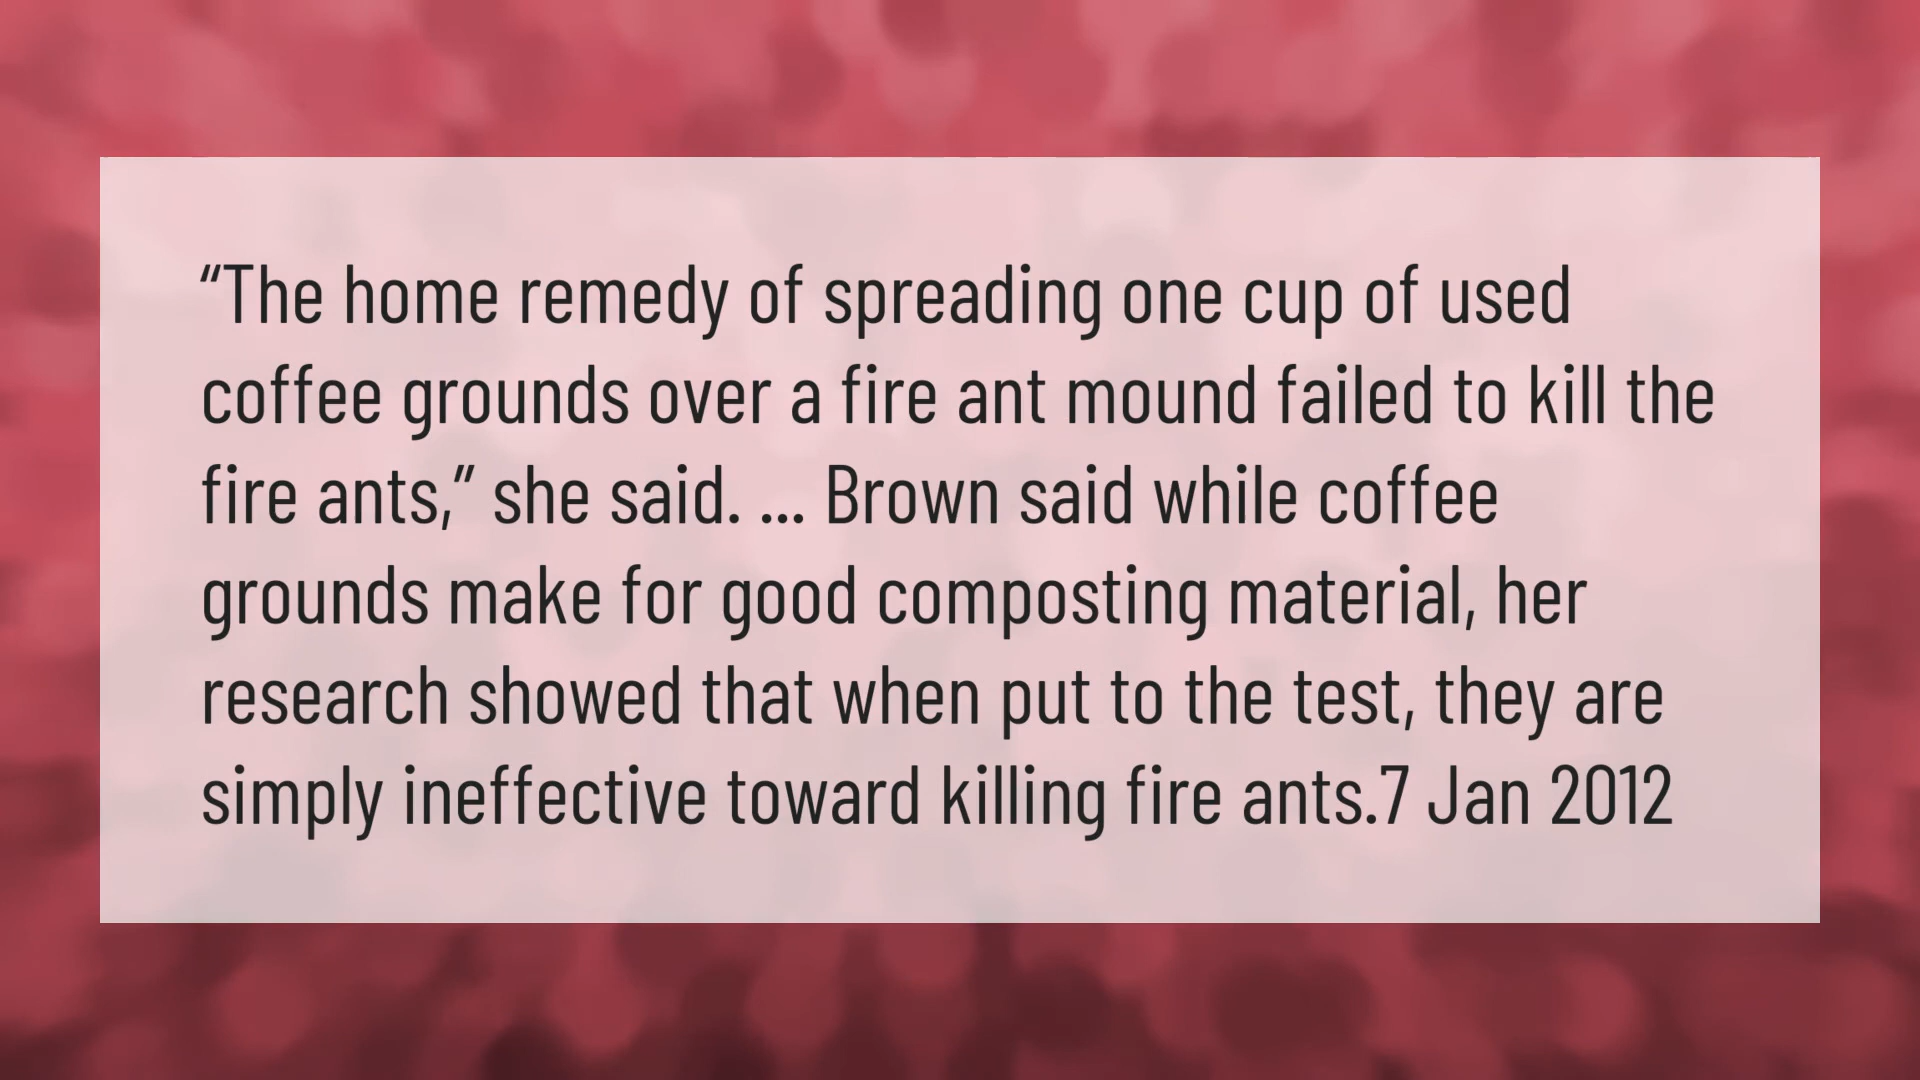 “The home remedy of spreading one cup of used
coffee grounds over a fire ant mound failed to kill the
fire ants,” she said. ... Brown said while coffee
grounds make for good composting material, her
research showed that when put to the test, they are
simply ineffective toward killing fire ants.7 Jan 2012